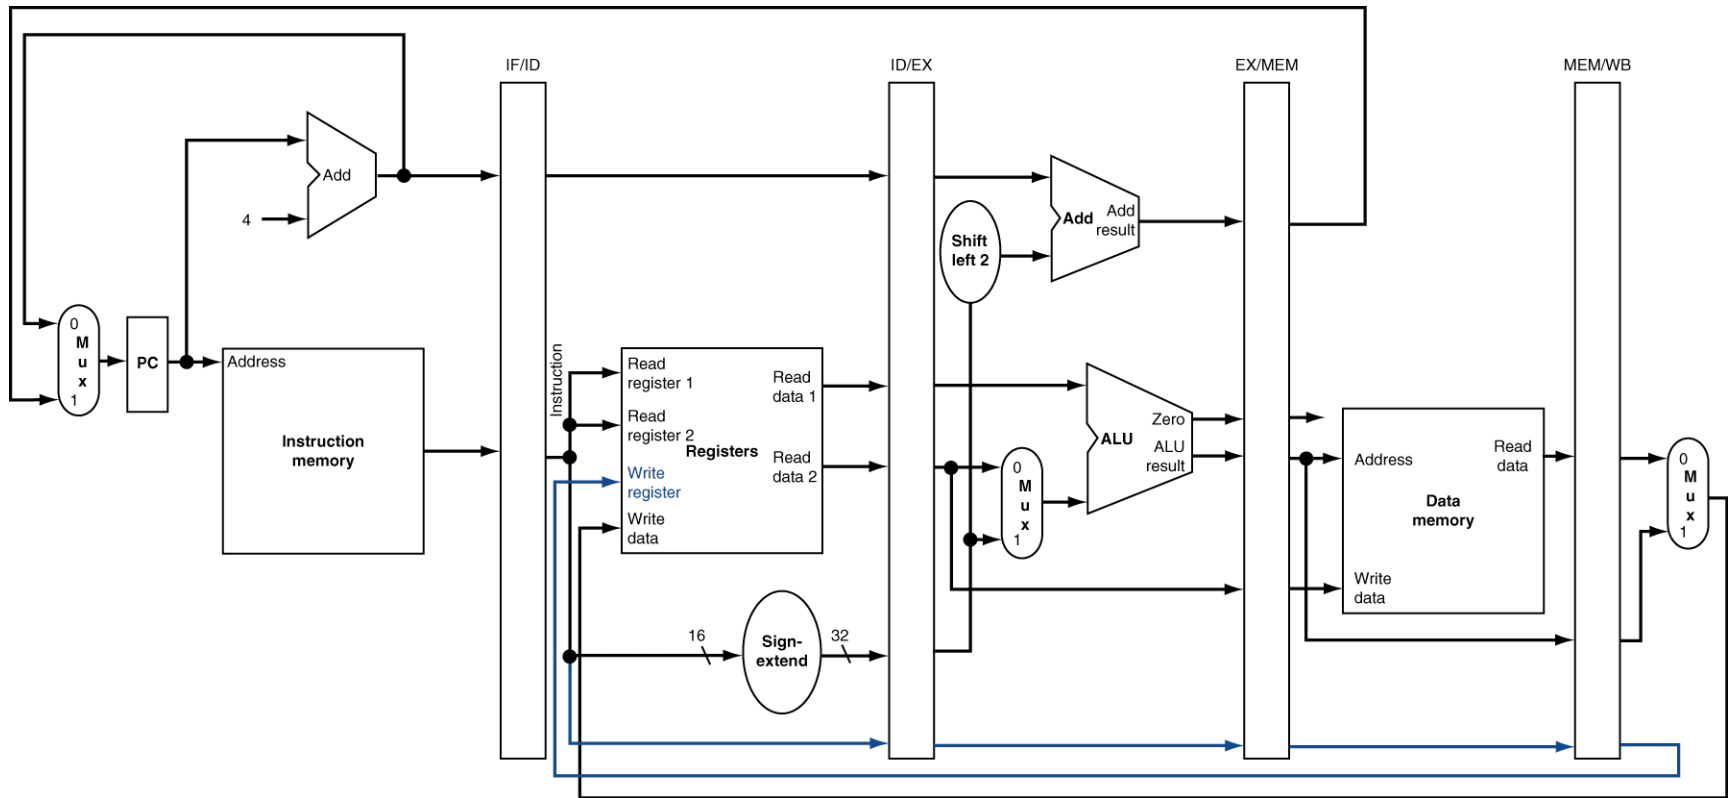 IF/ID
ID/EX
EX/MEM
MEM/WB
Add
4
Add
Add
result
Shift
left 2
0
M
u
x
1
PC
Address
Instruction
memory
Instruction
Read
register 1
Read
register 2
Write
register
Write
data
Registers
Read
data 1
Read
data 2
16
Sign-
extend
32
0
M
u
x
1
ALU
Zero
ALU
result
Address
Read
data
Data
memory
Write
data
0
M
u
x
1